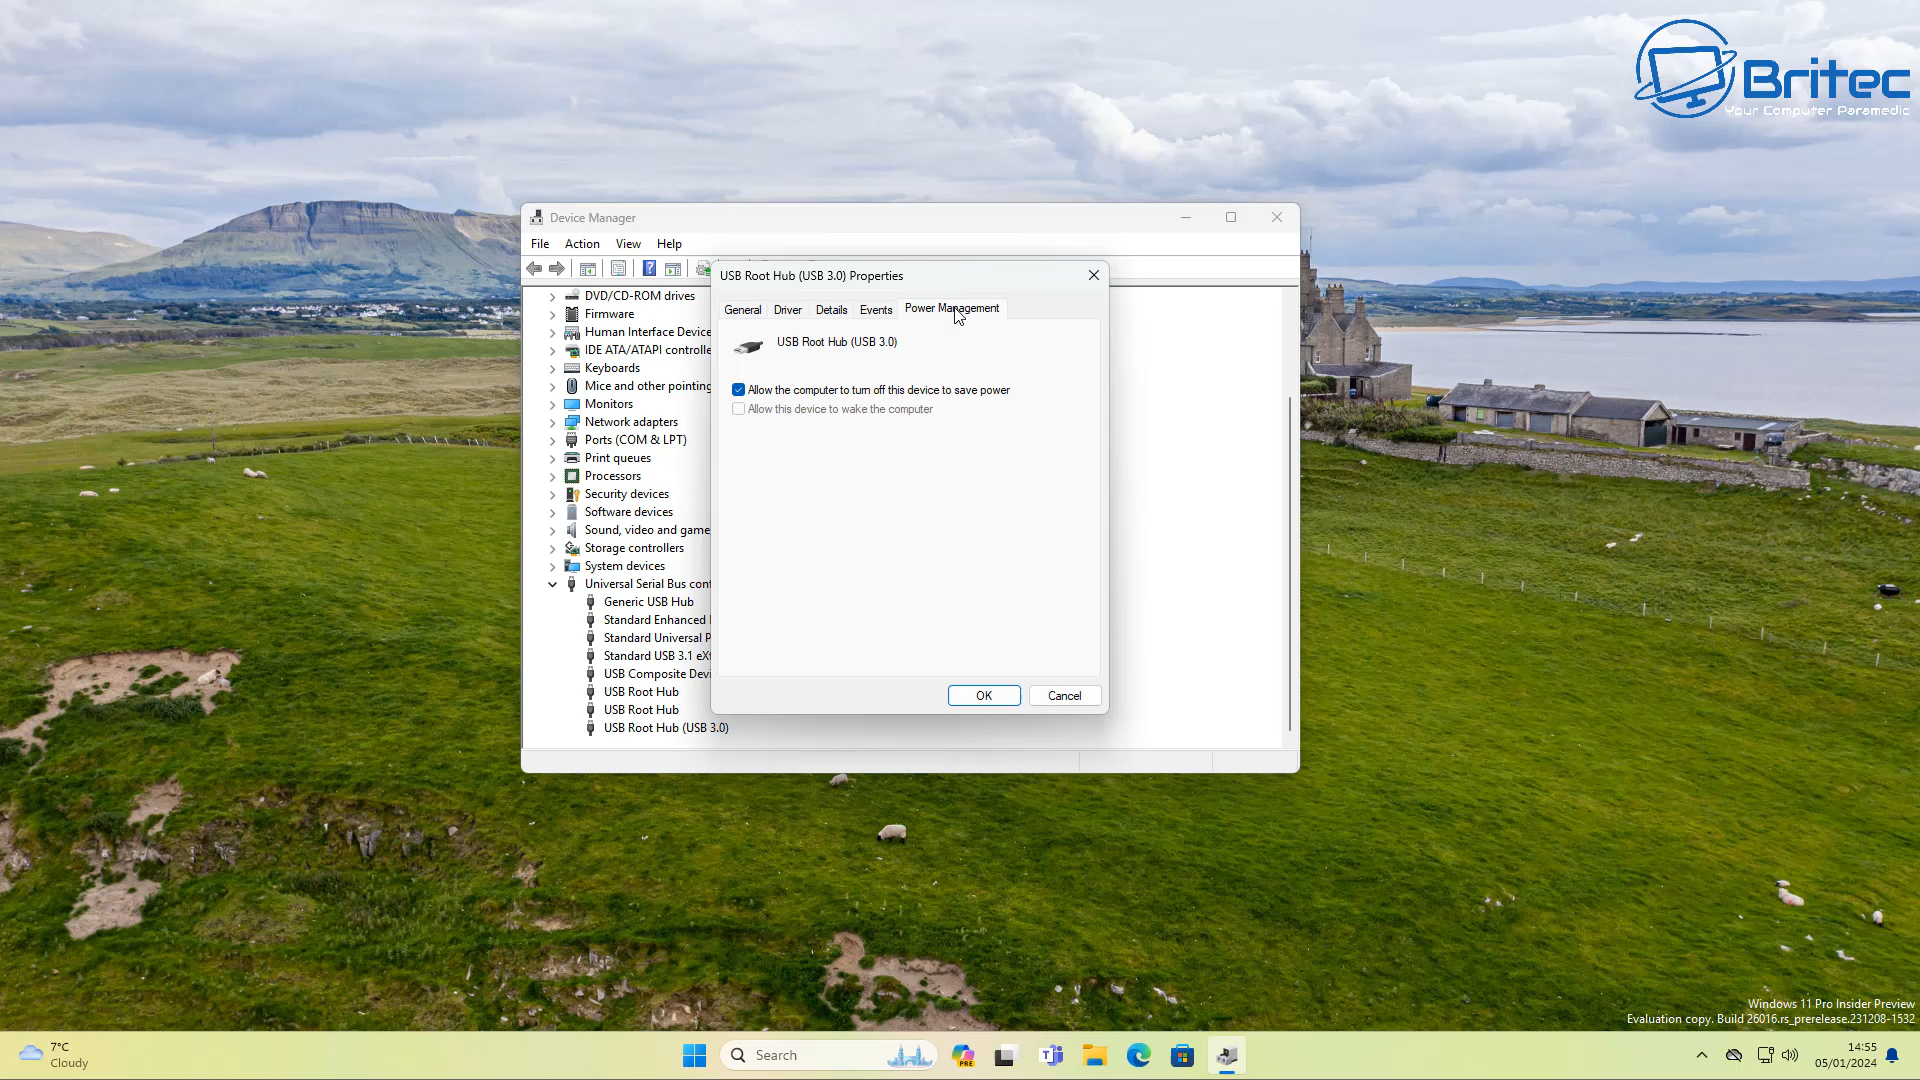 Britec
Your Computer Paramedic
Device Manager
File Action View Help
DVD/CD-ROM drives
Firmware
Human Interface Device
IDE ATA/ATAPI controlle
Keyboards
Mice and other pointing
Monitors
Network adapters
Ports (COM & LPT)
Print queues
Processors
Security devices
Software devices
Sound, video and game
Storage controllers
System devices
Universal Serial Bus con
Generic USB Hub
Standard Enhanced
Standard Universal P
Standard USB 3.1 eX
USB Composite Devi
USB Root Hub
USB Root Hub
USB Root Hub (USB 3.0)
USB Root Hub (USB 3.0) Properties
General Driver Details Events Power Management
USB Root Hub (USB 3.0)
Allow the computer to turn off this device to save power
Allow this device to wake the computer
OK Cancel
Windows 11 Pro Insider Preview
Evaluation copy. Build 26016.rs_prerelease.231208-1532
7°C
Cloudy
Search
PRE
14:55
05/01/2024